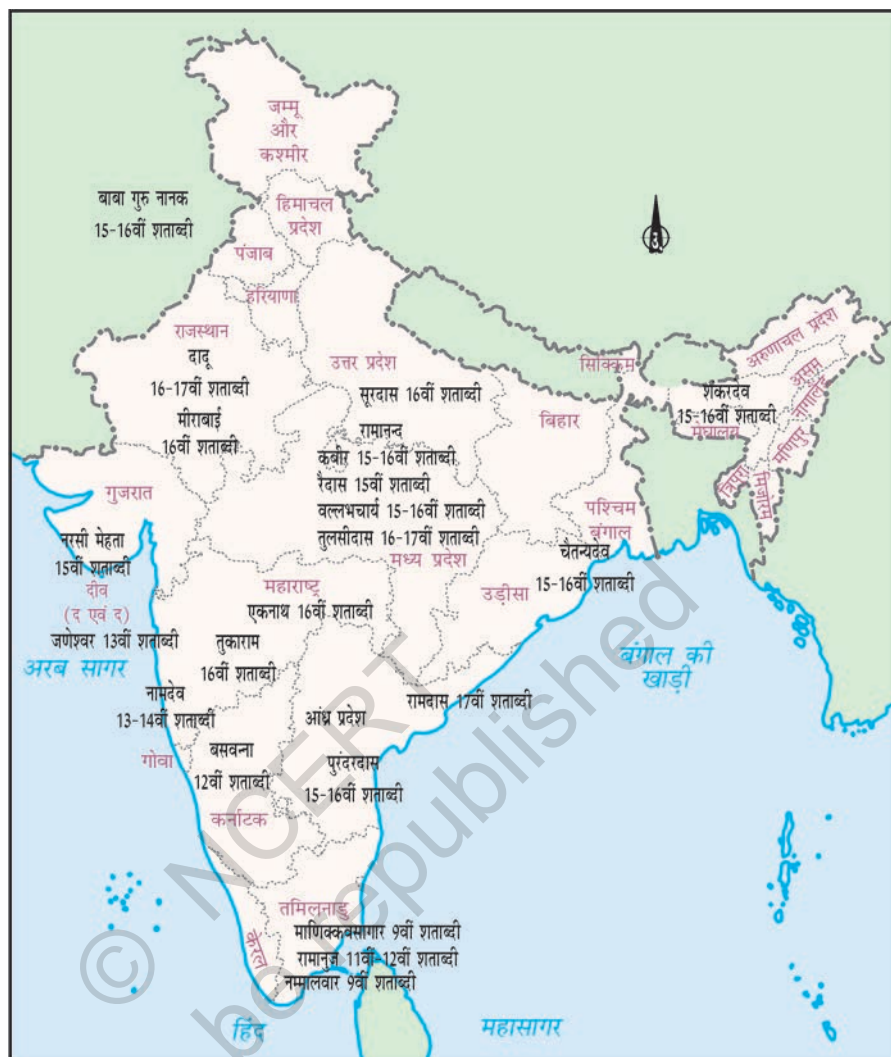 जम्मू
और
कश्मीर
बाबा गुरु नानक
15-16वीं शताब्दी
हिमाचल
प्रदेश
पंजाब
हरियाणा
राजस्थान
दादू
16-17वीं शताब्दी
मीराबाई
16वीं शताब्दी
उत्तर प्रदेश
सूरदास 16वीं शताब्दी
रामानन्द
कबीर 15-16वीं शताब्दी
रैदास 15वीं शताब्दी
वल्लभचार्य 15-16वीं शताब्दी
तुलसीदास 16-17वीं शताब्दी
मध्य प्रदेश
सिक्किम
बिहार
अरुणाचल प्रदेश
असम
नागालैंड
शंकरदेव
15-16वीं शताब्दी
मेघालय
मणिपुर
त्रिपुरा
मिज़ोरम
पश्चिम
बंगाल
चैतन्यदेव
15-16वीं शताब्दी
उड़ीसा
गुजरात
नरसी मेहता
15वीं शताब्दी
दीव
(द एवं द)
जणेश्वर 13वीं शताब्दी
अरब सागर
महाराष्ट्र
एकनाथ 16वीं शताब्दी
तुकाराम
16वीं शताब्दी
नामदेव
13-14वीं शताब्दी
रामदास 17वीं शताब्दी
बंगाल की
खाड़ी
आंध्र प्रदेश
गोवा
बसवन्ना
12वीं शताब्दी
पुरंदरदास
15-16वीं शताब्दी
कर्नाटक
तमिलनाडु
माणिक्कवसागार 9वीं शताब्दी
रामानुज 11वीं-12वीं शताब्दी
नम्मालवार 9वीं शताब्दी
केरल
हिंद
महासागर
© NCERT
be republished